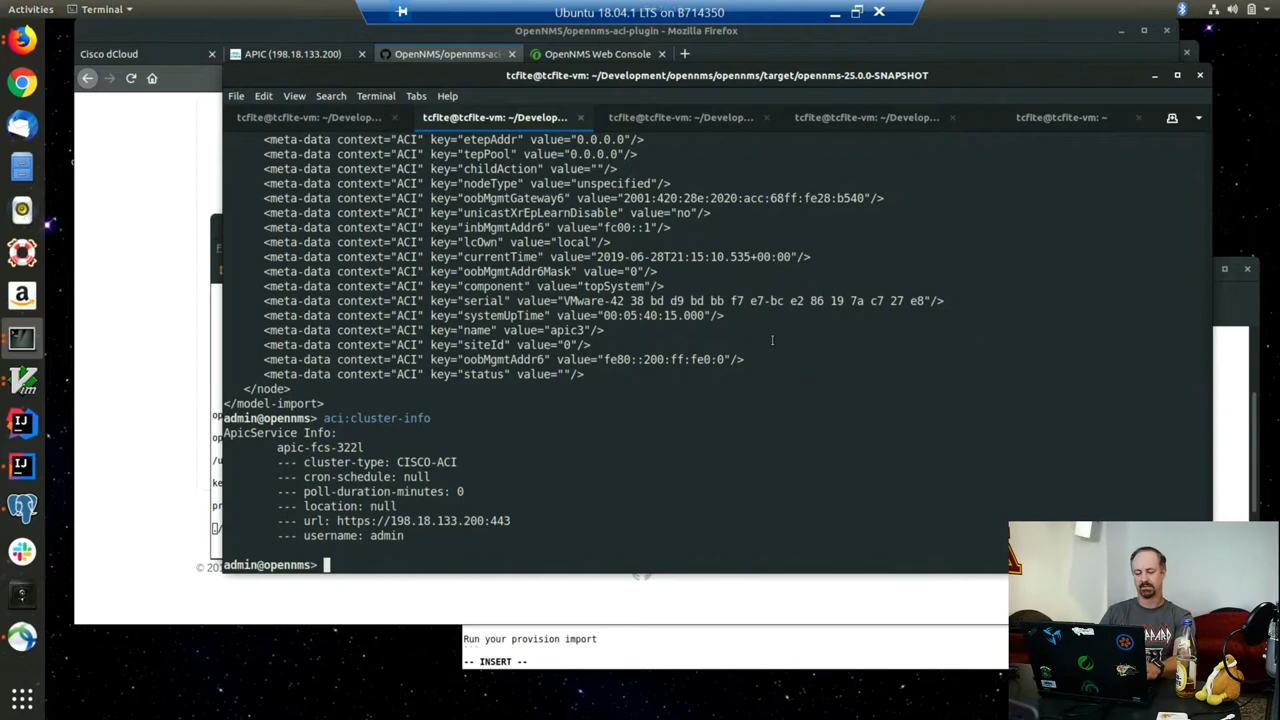 Activities
Terminal
Ubuntu 18.04.1 LTS on B714350
OpenNMS/opennms-aci-plugin - Mozilla Firefox
Cisco dCloud
APIC (198.18.133.200)
OpenNMS/opennms-aci-
OpenNMS Web Console
tcfite@tcfite-vm: ~/Development/opennms/opennms/target/opennms-25.0.0-SNAPSHOT
File Edit View Search Terminal Tabs Help
tcfite@tcfite-vm: ~/Develop...
tcfite@tcfite-vm: ~/Develop...
tcfite@tcfite-vm: ~/Develop...
tcfite@tcfite-vm: ~/Develop...
tcfite@tcfite-vm: ~
<meta-data context="ACI" key="etepAddr" value="0.0.0.0"/>
<meta-data context="ACI" key="tepPool" value="0.0.0.0"/>
<meta-data context="ACI" key="childAction" value=""/>
<meta-data context="ACI" key="nodeType" value="unspecified"/>
<meta-data context="ACI" key="oobMgmtGateway6" value="2001:420:28e:2020:acc:68ff:fe28:b540"/>
<meta-data context="ACI" key="unicastXrEpLearnDisable" value="no"/>
<meta-data context="ACI" key="inbMgmtAddr6" value="fc00::1"/>
<meta-data context="ACI" key="lcOwn" value="local"/>
<meta-data context="ACI" key="currentTime" value="2019-06-28T21:15:10.535+00:00"/>
<meta-data context="ACI" key="oobMgmtAddr6Mask" value="0"/>
<meta-data context="ACI" key="component" value="topSystem"/>
<meta-data context="ACI" key="serial" value="VMware-42 38 bd d9 bd bb f7 e7-bc e2 86 19 7a c7 27 e8"/>
<meta-data context="ACI" key="systemUpTime" value="00:05:40:15.000"/>
<meta-data context="ACI" key="name" value="apic3"/>
<meta-data context="ACI" key="siteId" value="0"/>
<meta-data context="ACI" key="oobMgmtAddr6" value="fe80::200:ff:fe0:0"/>
<meta-data context="ACI" key="status" value=""/>
</node>
</model-import>
admin@opennms> aci:cluster-info
ApicService Info:
apic-fcs-322l
--- cluster-type: CISCO-ACI
--- cron-schedule: null
--- poll-duration-minutes: 0
--- location: null
--- url: https://198.18.133.200:443
--- username: admin
admin@opennms>
© 20
Run your provision import
-- INSERT --